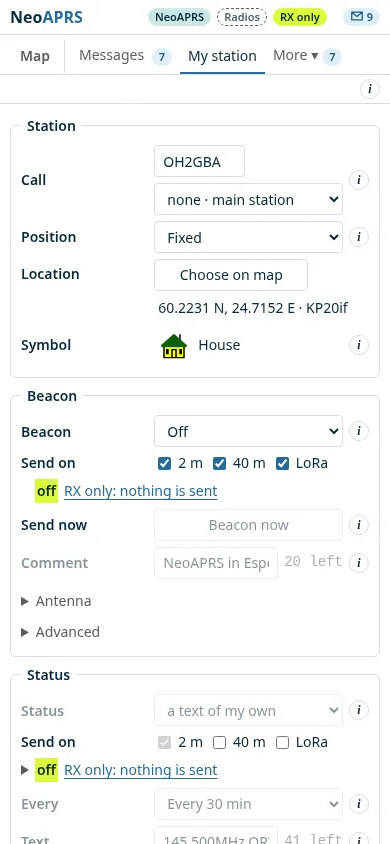 NeoAPRS NeoAPRS Radios RX only 9
Map Messages 7 My station More ▾ 7
i
Station
Call OH2GBA i
none · main station
Position Fixed i
Location Choose on map
60.2231 N, 24.7152 E · KP20if
Symbol House i
Beacon
Beacon Off i
Send on 2 m 40 m LoRa
off RX only: nothing is sent
Send now Beacon now i
Comment NeoAPRS in Esp 20 left i
Antenna
Advanced
Status
Status a text of my own i
Send on 2 m 40 m LoRa
off RX only: nothing is sent
Every Every 30 min i
Text 145.500MHz 41 left i